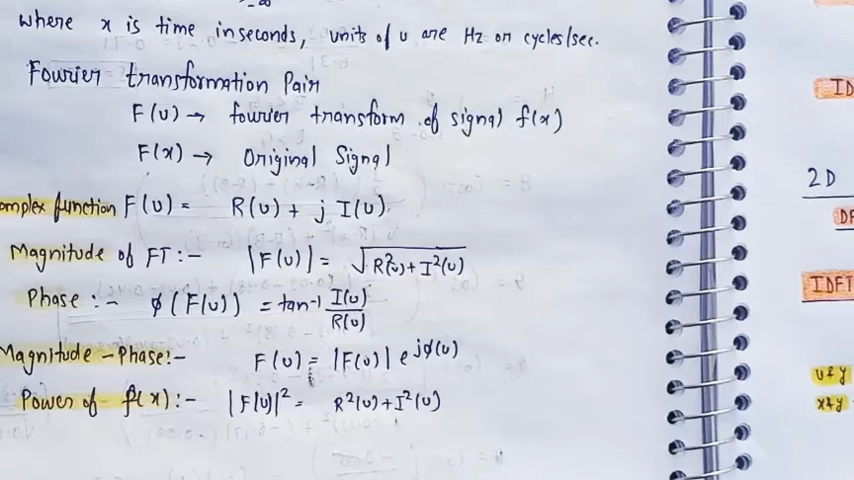 -∞
where x is time in seconds, units of u are Hz or cycles/sec.
Fourier transformation Pair
F(u) → fourier transform of signal f(x)
F(x) → Original Signal
omplex function F(u) = R(u) + j I(u)
Magnitude of FT :- |F(u)| = √R²(u) + I²(u)
Phase :- φ(F(u)) = tan-1 I(u)/R(u)
Magnitude - Phase :- F(u) = |F(u)| e^jφ(u)
Power of f(x) :- |F(u)|² = R²(u) + I²(u)
ID
2D
DF
IDFT
u & y
x & y